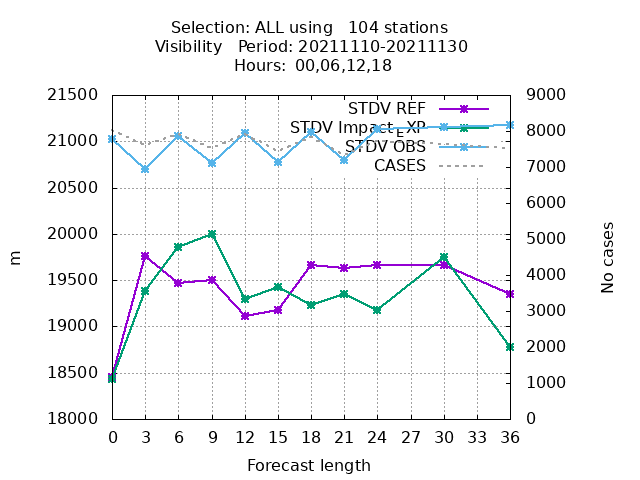 Selection: ALL using   104 stations
Visibility   Period: 20211110-20211130
Hours:  00,06,12,18
21500
21000
20500
20000
19500
19000
18500
18000
9000
8000
7000
6000
5000
4000
3000
2000
1000
0
STDV REF
STDV Impact_EXP
STDV OBS
CASES
m
No cases
0 3 6 9 12 15 18 21 24 27 30 33 36
Forecast length